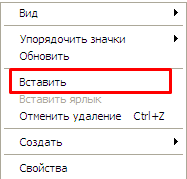 Вид
Упорядочить значки
Обновить
Вставить
Вставить ярлык
Отменить удаление Ctrl+Z
Создать
Свойства